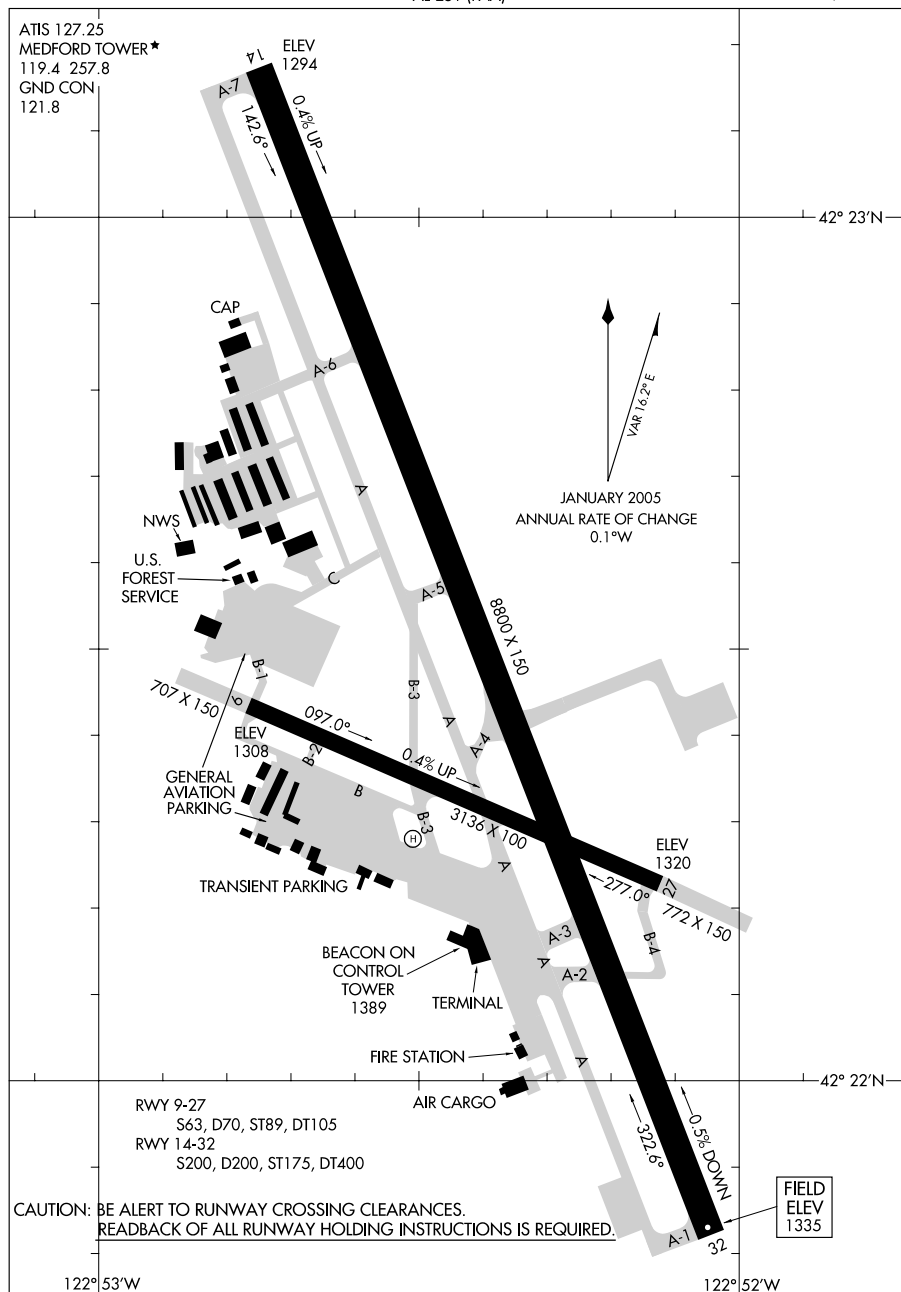 ATIS 127.25
MEDFORD TOWER★
119.4 257.8
GND CON
121.8
ELEV
1294
14
A-7
142.6°
0.4% UP
42° 23'N
CAP
A-6
VAR 16.2° E
JANUARY 2005
ANNUAL RATE OF CHANGE
0.1°W
A
NWS
U.S.
FOREST
SERVICE
C
A-5
8800 X 150
B-1
B-3
707 X 150
9
097.0°
A
A-4
ELEV
1308
B-2
0.4% UP
GENERAL
AVIATION
PARKING
B
B-3
3136 X 100
H
A
ELEV
1320
27
277.0°
772 X 150
TRANSIENT PARKING
A-3
B-4
BEACON ON
CONTROL
TOWER
1389
TERMINAL
A
A-2
FIRE STATION
A
42° 22'N
AIR CARGO
RWY 9-27
S63, D70, ST89, DT105
RWY 14-32
S200, D200, ST175, DT400
322.6°
0.5% DOWN
FIELD
ELEV
1335
CAUTION: BE ALERT TO RUNWAY CROSSING CLEARANCES.
READBACK OF ALL RUNWAY HOLDING INSTRUCTIONS IS REQUIRED.
A-1
32
122° 53'W
122° 52'W